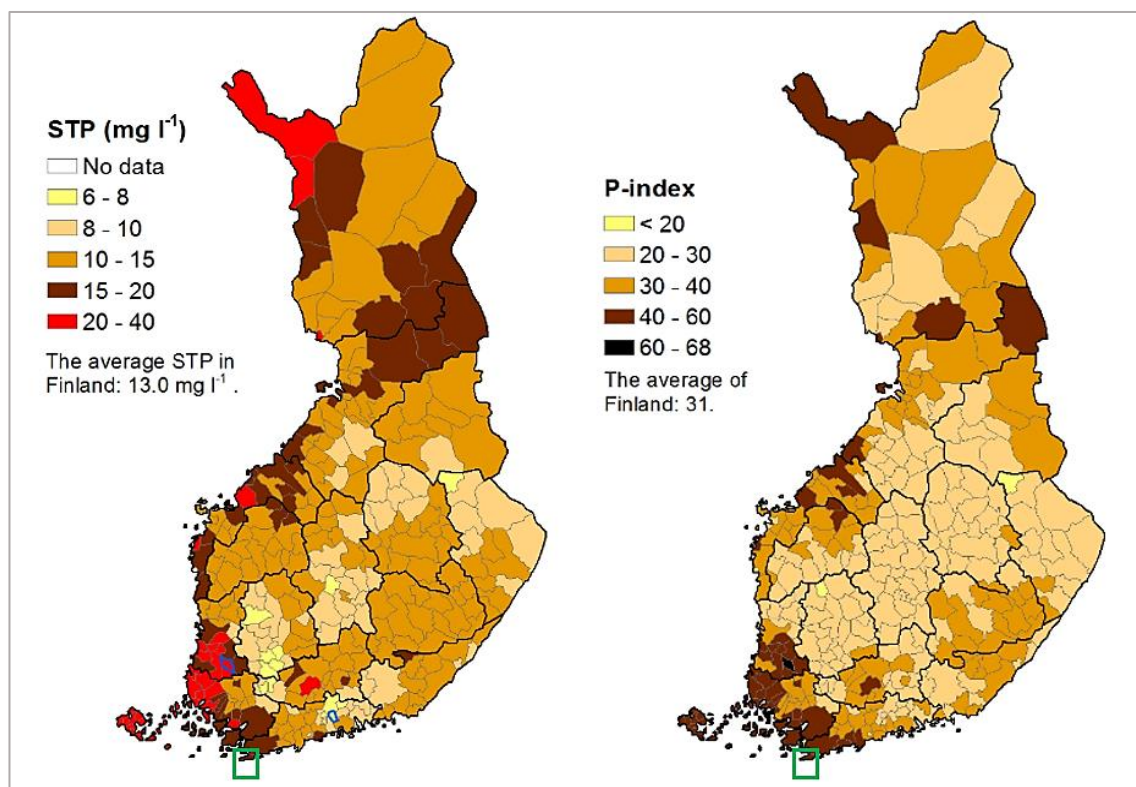 STP (mg l⁻¹)
No data
6 - 8
8 - 10
10 - 15
15 - 20
20 - 40
The average STP in
Finland: 13.0 mg l⁻¹ .
P-index
< 20
20 - 30
30 - 40
40 - 60
60 - 68
The average of
Finland: 31.